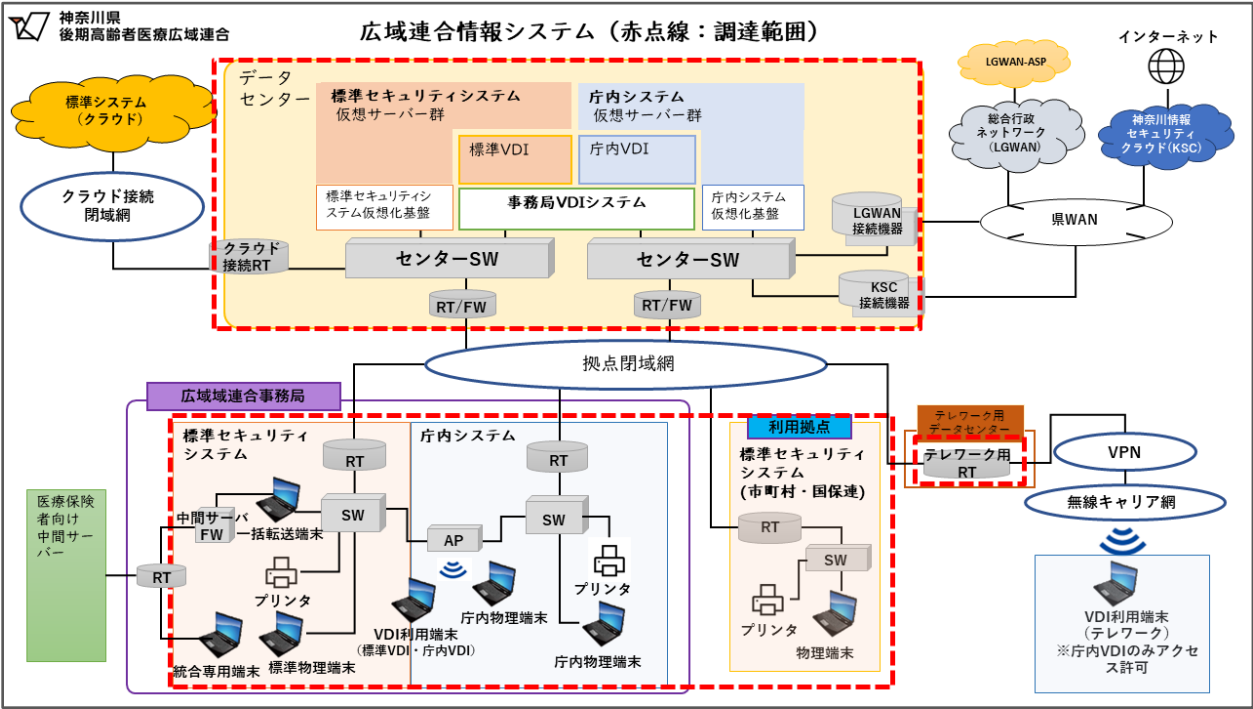 神奈川県
後期高齢者医療広域連合
広域連合情報システム（赤点線：調達範囲）
インターネット
LGWAN-ASP
データ
センター
標準セキュリティシステム
仮想サーバー群
庁内システム
仮想サーバー群
標準システム
（クラウド）
総合行政
ネットワーク
（LGWAN）
神奈川情報
セキュリティ
クラウド(KSC)
標準VDI
庁内VDI
クラウド接続
閉域網
標準セキュリティシ
ステム仮想化基盤
事務局VDIシステム
庁内システム
仮想化基盤
LGWAN
接続機器
県WAN
クラウド
接続RT
センターSW
センターSW
KSC
接続機器
RT/FW
RT/FW
拠点閉域網
広域域連合事務局
利用拠点
テレワーク用
データセンター
標準セキュリティ
システム
庁内システム
標準セキュリティ
システム
(市町村・国保連)
テレワーク用
RT
VPN
RT
RT
無線キャリア網
医療保険
者向け
中間サー
バー
中間サーバ
FW
一括転送端末
SW
AP
SW
RT
SW
RT
プリンタ
プリンタ
庁内物理端末
VDI利用端末
（標準VDI・庁内VDI）
プリンタ
物理端末
統合専用端末
標準物理端末
庁内物理端末
VDI利用端末
（テレワーク）
※庁内VDIのみアクセ
ス許可